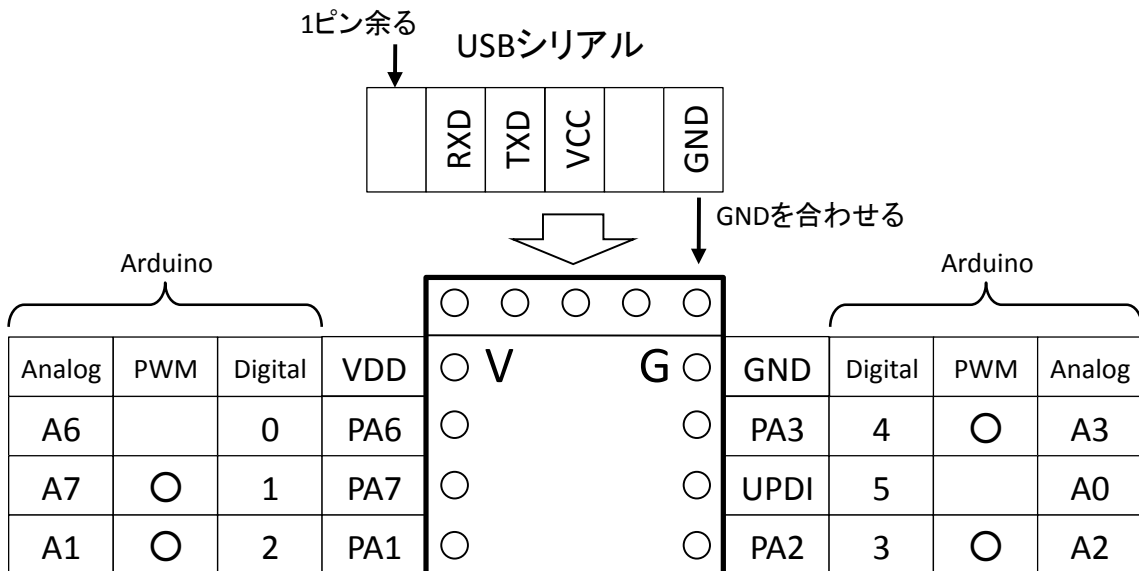 1ピン余る
USBシリアル
RXD TXD VCC GND
GNDを合わせる
Arduino Arduino
Analog PWM Digital VDD V G GND Digital PWM Analog
A6 0 PA6 PA3 4 ○ A3
A7 ○ 1 PA7 UPDI 5 A0
A1 ○ 2 PA1 PA2 3 ○ A2